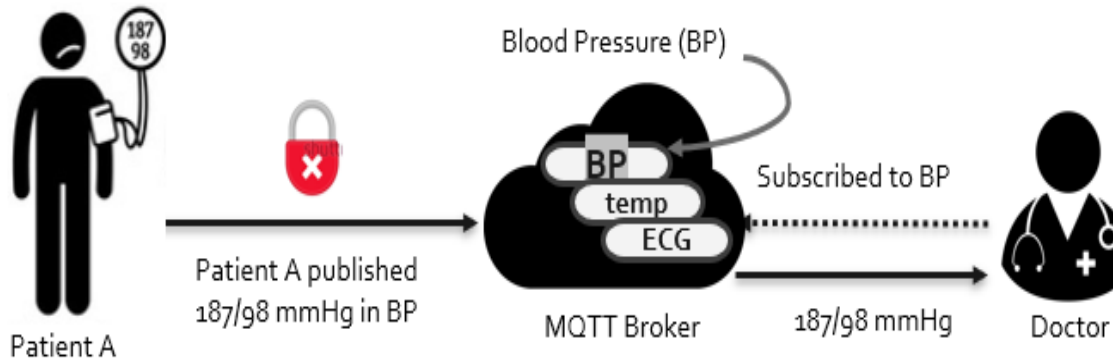 187
98
Blood Pressure (BP)
BP
temp
ECG
Subscribed to BP
Patient A published
187/98 mmHg in BP
MQTT Broker
187/98 mmHg
Doctor
Patient A